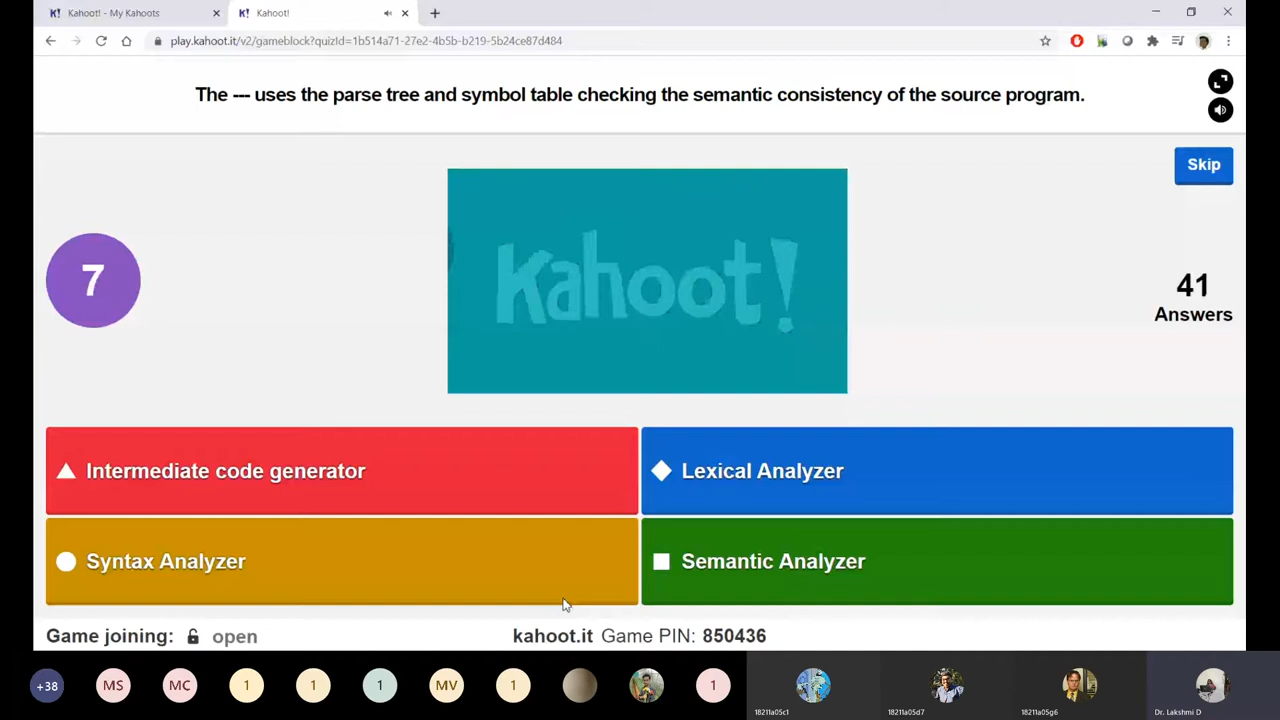 Kahoot! - My Kahoots
Kahoot!
play.kahoot.it/v2/gameblock?quizId=1b514a71-27e2-4b5b-b219-5b24ce87d484
The --- uses the parse tree and symbol table checking the semantic consistency of the source program.
Skip
7
Kahoot!
41
Answers
Intermediate code generator
Lexical Analyzer
Syntax Analyzer
Semantic Analyzer
Game joining: open
kahoot.it Game PIN: 850436
+38 MS MC 1 1 1 MV 1 1
18211a05c1 18211a05d7 18211a05g6 Dr. Lakshmi D